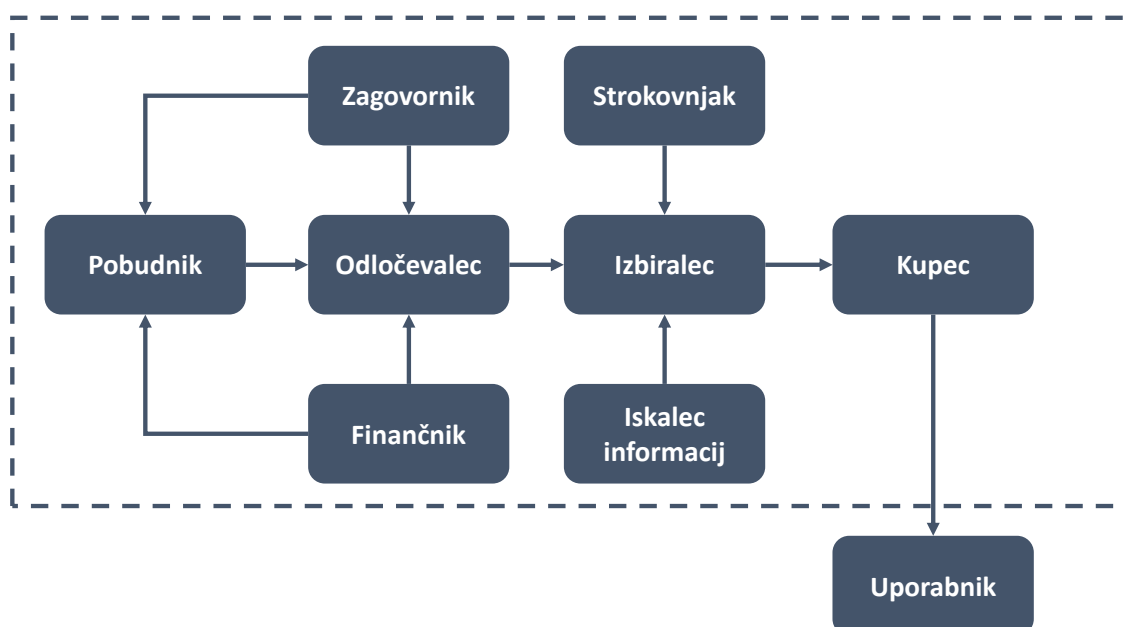 Zagovornik
Strokovnjak
Pobudnik
Odločevalec
Izbiralec
Kupec
Finančnik
Iskalec
informacij
Uporabnik